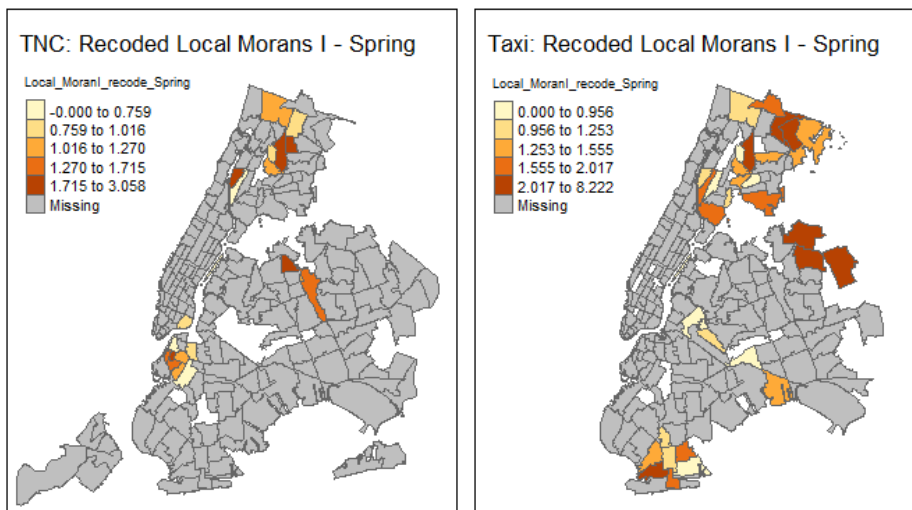 TNC: Recoded Local Morans I - Spring
Local_MoranI_recode_Spring
-0.000 to 0.759
0.759 to 1.016
1.016 to 1.270
1.270 to 1.715
1.715 to 3.058
Missing
Taxi: Recoded Local Morans I - Spring
Local_MoranI_recode_Spring
0.000 to 0.956
0.956 to 1.253
1.253 to 1.555
1.555 to 2.017
2.017 to 8.222
Missing